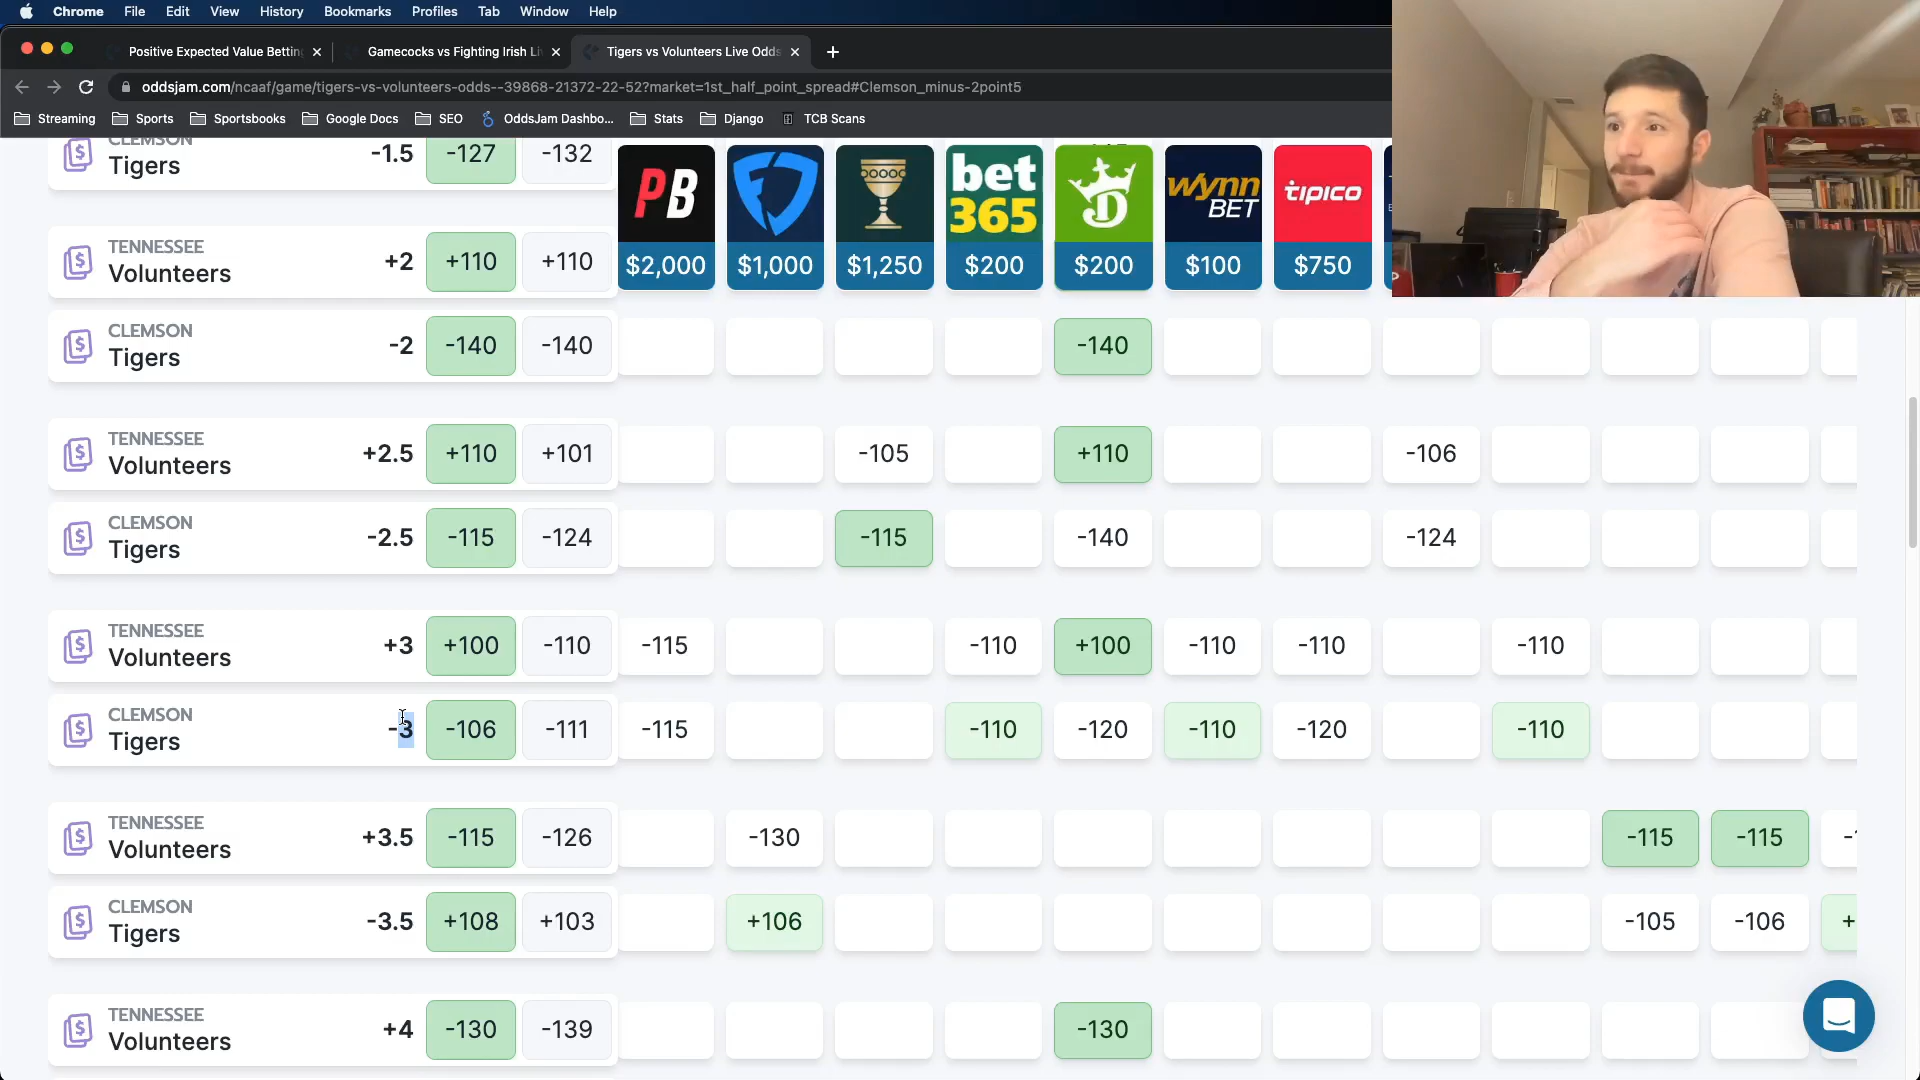 Chrome File Edit View History Bookmarks Profiles Tab Window Help
Positive Expected Value Bettin
Gamecocks vs Fighting Irish Li
Tigers vs Volunteers Live Odds
oddsjam.com/ncaaf/game/tigers-vs-volunteers-odds--39868-21372-22-52?market=1st_half_point_spread#Clemson_minus-2point5
Streaming Sports Sportsbooks Google Docs SEO OddsJam Dashbo... Stats Django TCB Scans
CLEMSON
Tigers -1.5 -127 -132
PB
bet
365
wynn
BET
tipico
$2,000 $1,000 $1,250 $200 $200 $100 $750
TENNESSEE
Volunteers +2 +110 +110
CLEMSON
Tigers -2 -140 -140 -140
TENNESSEE
Volunteers +2.5 +110 +101 -105 +110 -106
CLEMSON
Tigers -2.5 -115 -124 -115 -140 -124
TENNESSEE
Volunteers +3 +100 -110 -115 -110 +100 -110 -110 -110
CLEMSON
Tigers -3 -106 -111 -115 -110 -120 -110 -120 -110
TENNESSEE
Volunteers +3.5 -115 -126 -130 -115 -115
CLEMSON
Tigers -3.5 +108 +103 +106 -105 -106 +
TENNESSEE
Volunteers +4 -130 -139 -130